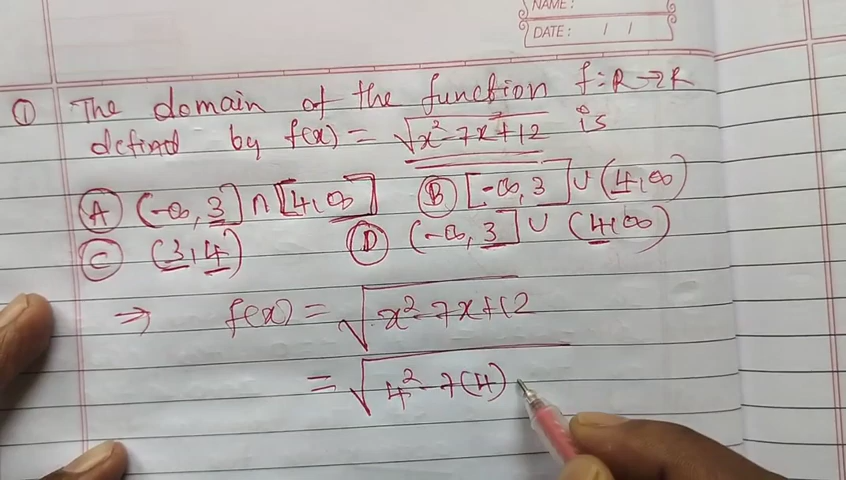 NAME:
DATE: / /
① The domain of the function f: R→R
defined by f(x) = √x²-7x+12 is
Ⓐ (-∞, 3] ∩ [4,∞] Ⓑ [-∞, 3] ∪ (4,∞)
Ⓒ (3,4) Ⓓ (-∞, 3] ∪ (4,∞)
⇒ f(x) = √x²-7x+12
= √4²-7(4)